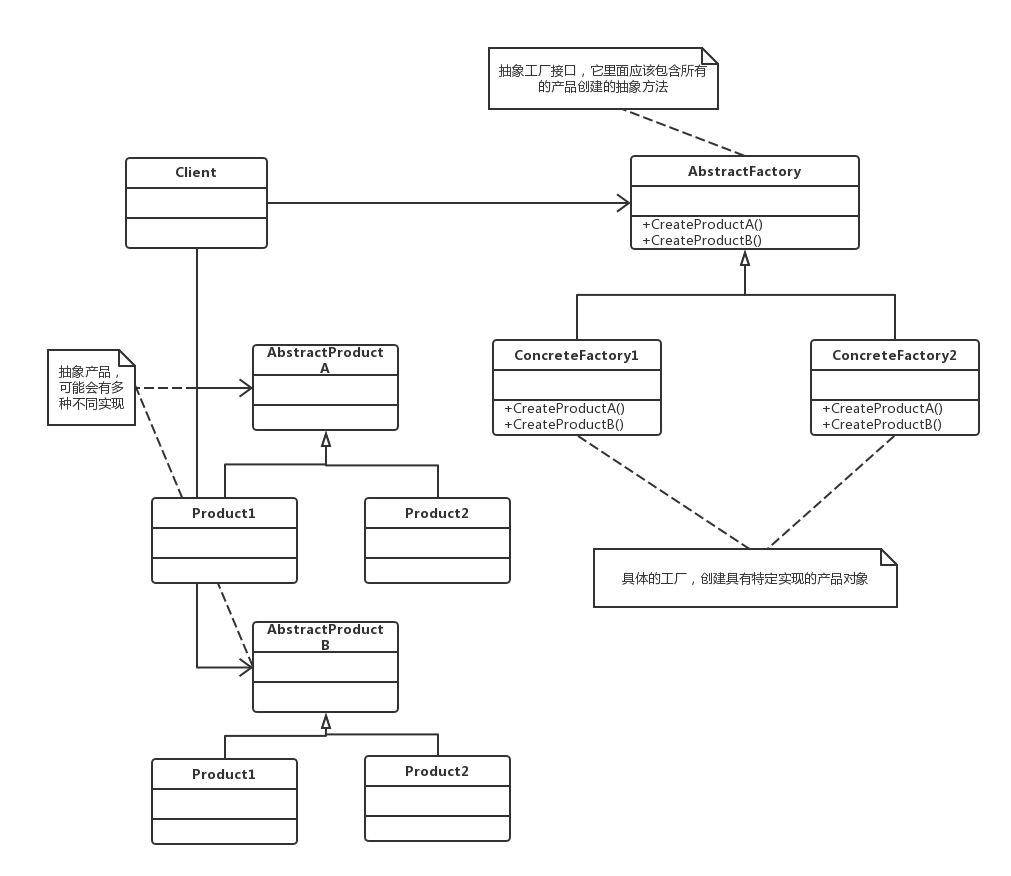 抽象工厂接口，它里面应该包含所有
的产品创建的抽象方法
Client
AbstractFactory
+CreateProductA()
+CreateProductB()
抽象产品，
可能会有多
种不同实现
AbstractProduct
A
ConcreteFactory1
+CreateProductA()
+CreateProductB()
ConcreteFactory2
+CreateProductA()
+CreateProductB()
Product1
Product2
具体的工厂，创建具有特定实现的产品对象
AbstractProduct
B
Product1
Product2